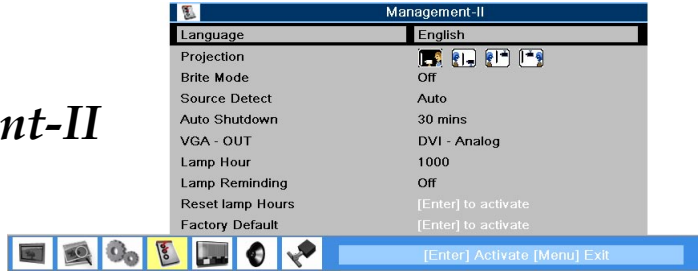 Management-II
Language English
Projection
Brite Mode Off
Source Detect Auto
nt-II
Auto Shutdown 30 mins
VGA - OUT DVI - Analog
Lamp Hour 1000
Lamp Reminding Off
Reset lamp Hours [Enter] to activate
Factory Default [Enter] to activate
[Enter] Activate [Menu] Exit